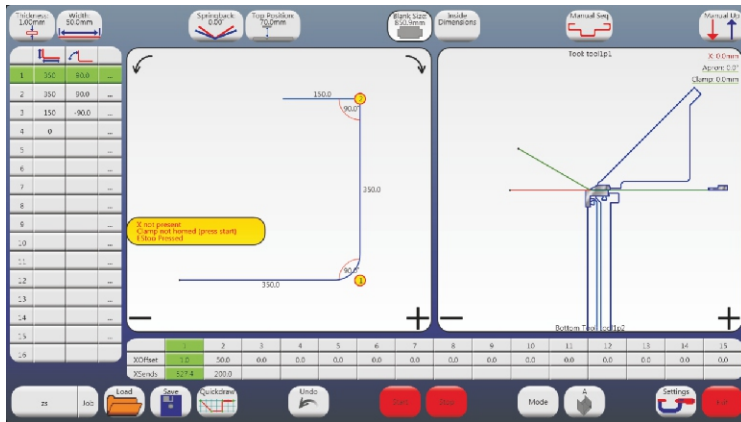 Thickness:
1.00mm
Width:
50.0mm
Springback:
0.00°
Top Position:
70.0mm
Blank Size:
850.9mm
Inside
Dimensions
Manual Seq
Manual Up
1 350 80.0 ...
2 350 90.0 ...
3 150 -90.0 ...
4 0 ...
5 ...
6 ...
7 ...
8 ...
9 ...
10 ...
11 ...
12 ...
13 ...
14 ...
15 ...
16 ...
150.0
90.0°
2
350.0
X not present
Clamp not homed (press start)
EStop Pressed
90.0°
350.0
Took tool1p1
X: 0.0mm
Apron: 0.0°
Clamp: 0.0mm
Bottom Took tool1p2
1 2 3 4 5 6 7 8 9 10 11 12 13 14 15
XOffset 1.0 50.0 0.0 0.0 0.0 0.0 0.0 0.0 0.0 0.0 0.0 0.0 0.0 0.0
XSends 527.4 200.0
zs
Job
Load
Save
Quickdraw
Undo
Start
Stop
Mode
A
Settings